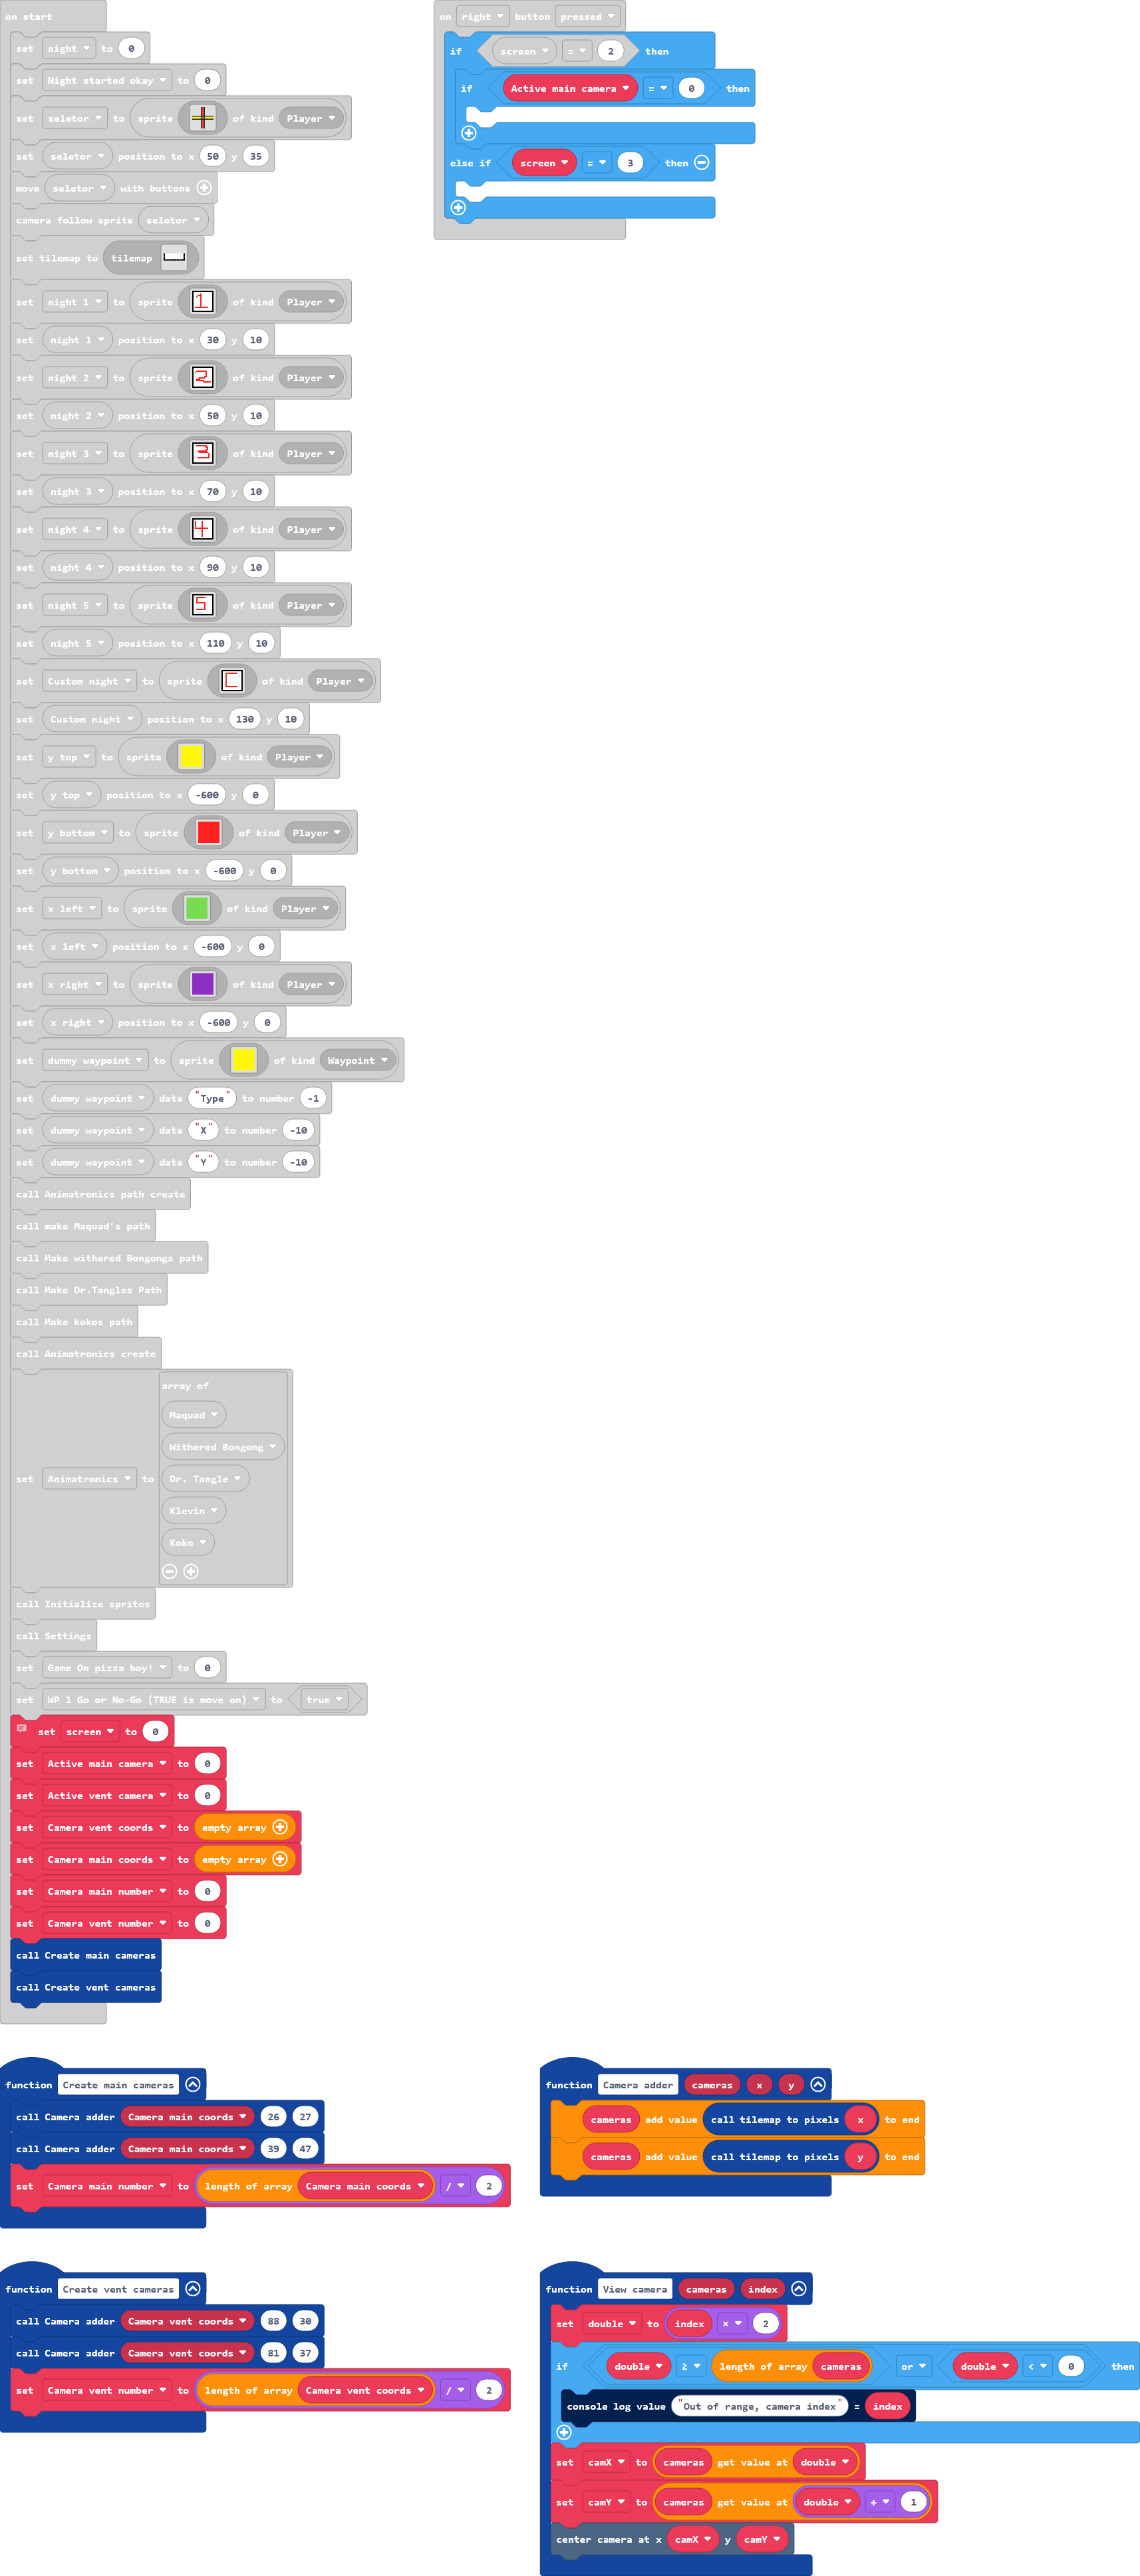 on start
set night to 0
set Night started okay to 0
set seletor to sprite of kind Player
set seletor position to x 50 y 35
move seletor with buttons
camera follow sprite seletor
set tilemap to tilemap
set night 1 to sprite 1 of kind Player
set night 1 position to x 30 y 10
set night 2 to sprite 2 of kind Player
set night 2 position to x 50 y 10
set night 3 to sprite 3 of kind Player
set night 3 position to x 70 y 10
set night 4 to sprite 4 of kind Player
set night 4 position to x 90 y 10
set night 5 to sprite 5 of kind Player
set night 5 position to x 110 y 10
set Custom night to sprite C of kind Player
set Custom night position to x 130 y 10
set y top to sprite of kind Player
set y top position to x -600 y 0
set y bottom to sprite of kind Player
set y bottom position to x -600 y 0
set x left to sprite of kind Player
set x left position to x -600 y 0
set x right to sprite of kind Player
set x right position to x -600 y 0
set dummy waypoint to sprite of kind Waypoint
set dummy waypoint data "Type" to number -1
set dummy waypoint data "X" to number -10
set dummy waypoint data "Y" to number -10
call Animatronics path create
call make Maquad's path
call Make withered Bongongs path
call Make Dr.Tangles Path
call Make kokos path
call Animatronics create
array of
Maquad
Withered Bongong
set Animatronics to Dr. Tangle
Klevin
Koko
call Initialize sprites
call Settings
set Game On pizza boy! to 0
set WP 1 Go or No-Go (TRUE is move on) to true
set screen to 0
set Active main camera to 0
set Active vent camera to 0
set Camera vent coords to empty array
set Camera main coords to empty array
set Camera main number to 0
set Camera vent number to 0
call Create main cameras
call Create vent cameras
on right button pressed
if screen = 2 then
if Active main camera = 0 then
else if screen = 3 then
function Create main cameras
call Camera adder Camera main coords 26 27
call Camera adder Camera main coords 39 47
set Camera main number to length of array Camera main coords / 2
function Camera adder cameras x y
cameras add value call tilemap to pixels x to end
cameras add value call tilemap to pixels y to end
function Create vent cameras
call Camera adder Camera vent coords 88 30
call Camera adder Camera vent coords 81 37
set Camera vent number to length of array Camera vent coords / 2
function View camera cameras index
set double to index × 2
if double ≥ length of array cameras or double < 0 then
console log value "Out of range, camera index" = index
set camX to cameras get value at double
set camY to cameras get value at double + 1
center camera at x camX y camY